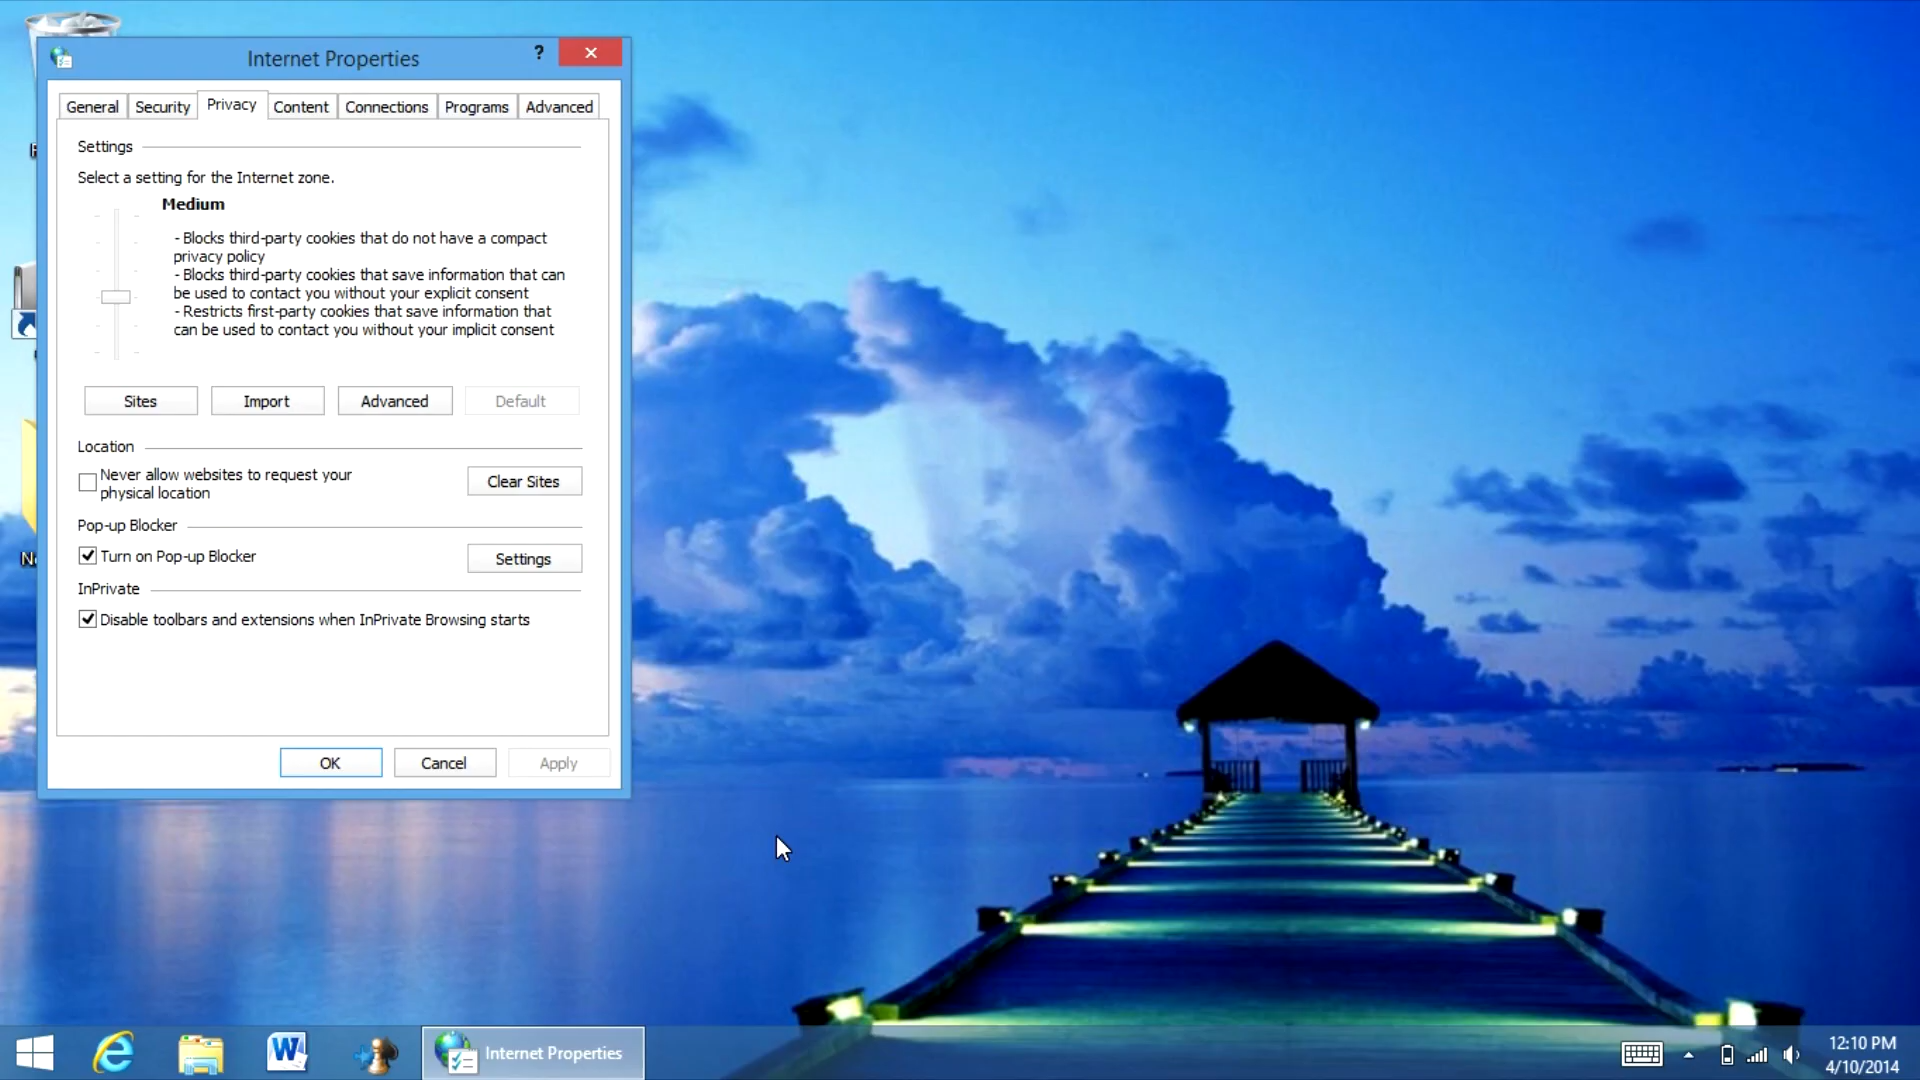 Internet Properties
?
General Security Privacy Content Connections Programs Advanced
Settings
Select a setting for the Internet zone.
Medium
- Blocks third-party cookies that do not have a compact
privacy policy
- Blocks third-party cookies that save information that can
be used to contact you without your explicit consent
- Restricts first-party cookies that save information that
can be used to contact you without your implicit consent
Sites Import Advanced Default
Location
Never allow websites to request your
physical location
Clear Sites
Pop-up Blocker
Turn on Pop-up Blocker
Settings
InPrivate
Disable toolbars and extensions when InPrivate Browsing starts
OK Cancel Apply
Internet Properties
12:10 PM
4/10/2014